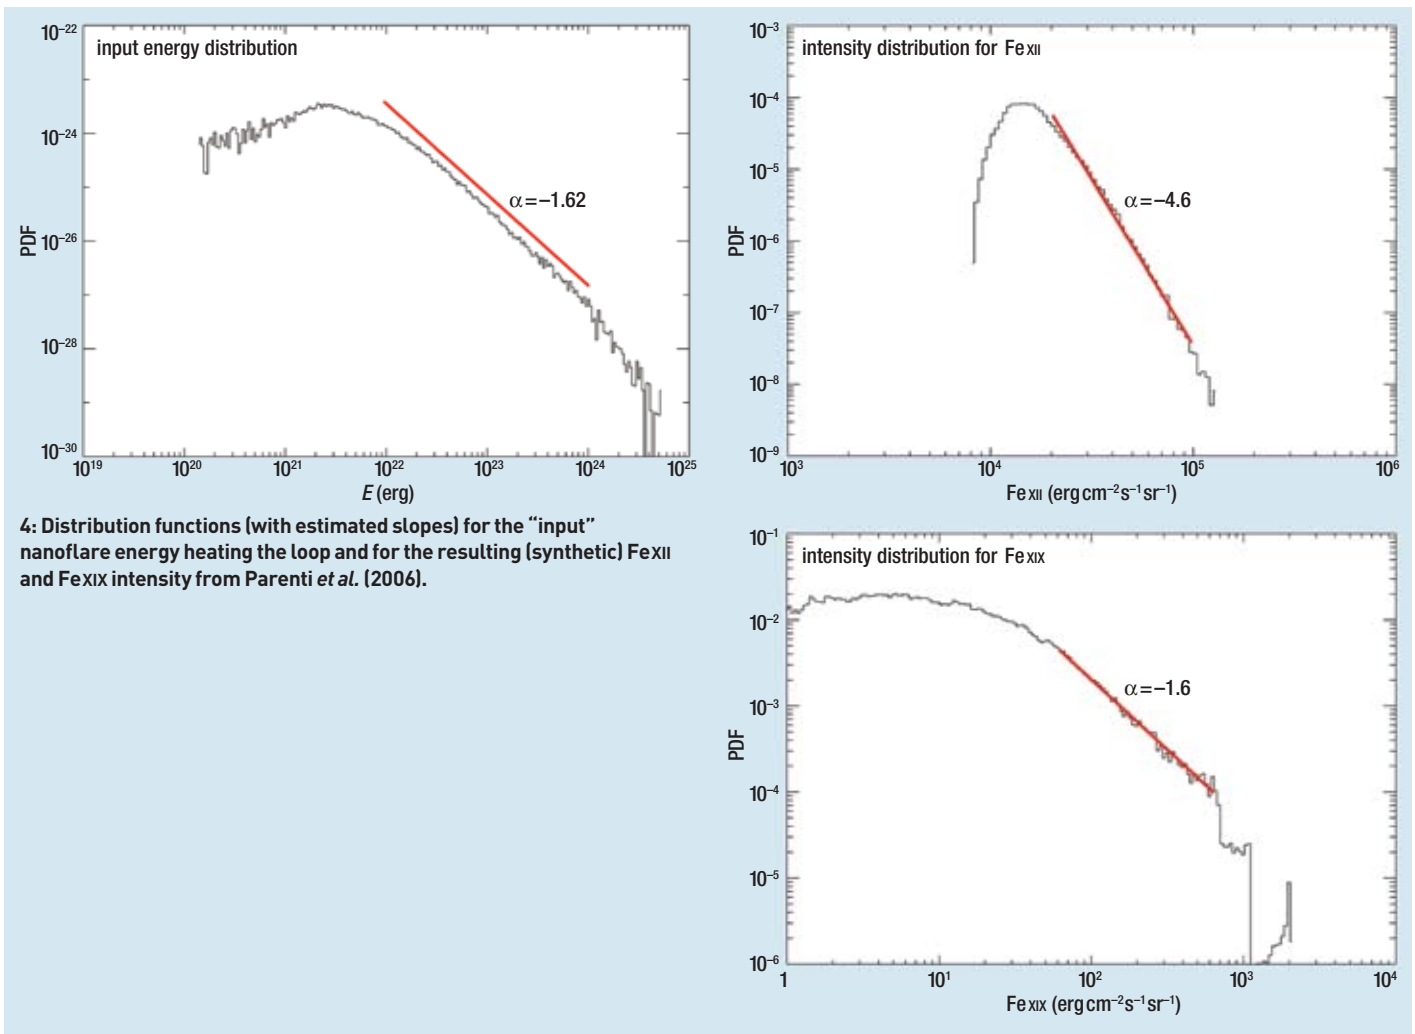 input energy distribution
10⁻²²
10⁻²⁴
10⁻²⁶
10⁻²⁸
10⁻³⁰
PDF
α=–1.62
10¹⁹ 10²⁰ 10²¹ 10²² 10²³ 10²⁴ 10²⁵
E (erg)
4: Distribution functions (with estimated slopes) for the “input”
nanoflare energy heating the loop and for the resulting (synthetic) Fe XII
and Fe XIX intensity from Parenti et al. (2006).
intensity distribution for Fe XII
10⁻³
10⁻⁴
10⁻⁵
10⁻⁶
10⁻⁷
10⁻⁸
10⁻⁹
PDF
α=–4.6
10³ 10⁴ 10⁵ 10⁶
Fe XII (erg cm⁻² s⁻¹ sr⁻¹)
intensity distribution for Fe XIX
10⁻¹
10⁻²
10⁻³
10⁻⁴
10⁻⁵
10⁻⁶
PDF
α=–1.6
1 10¹ 10² 10³ 10⁴
Fe XIX (erg cm⁻² s⁻¹ sr⁻¹)